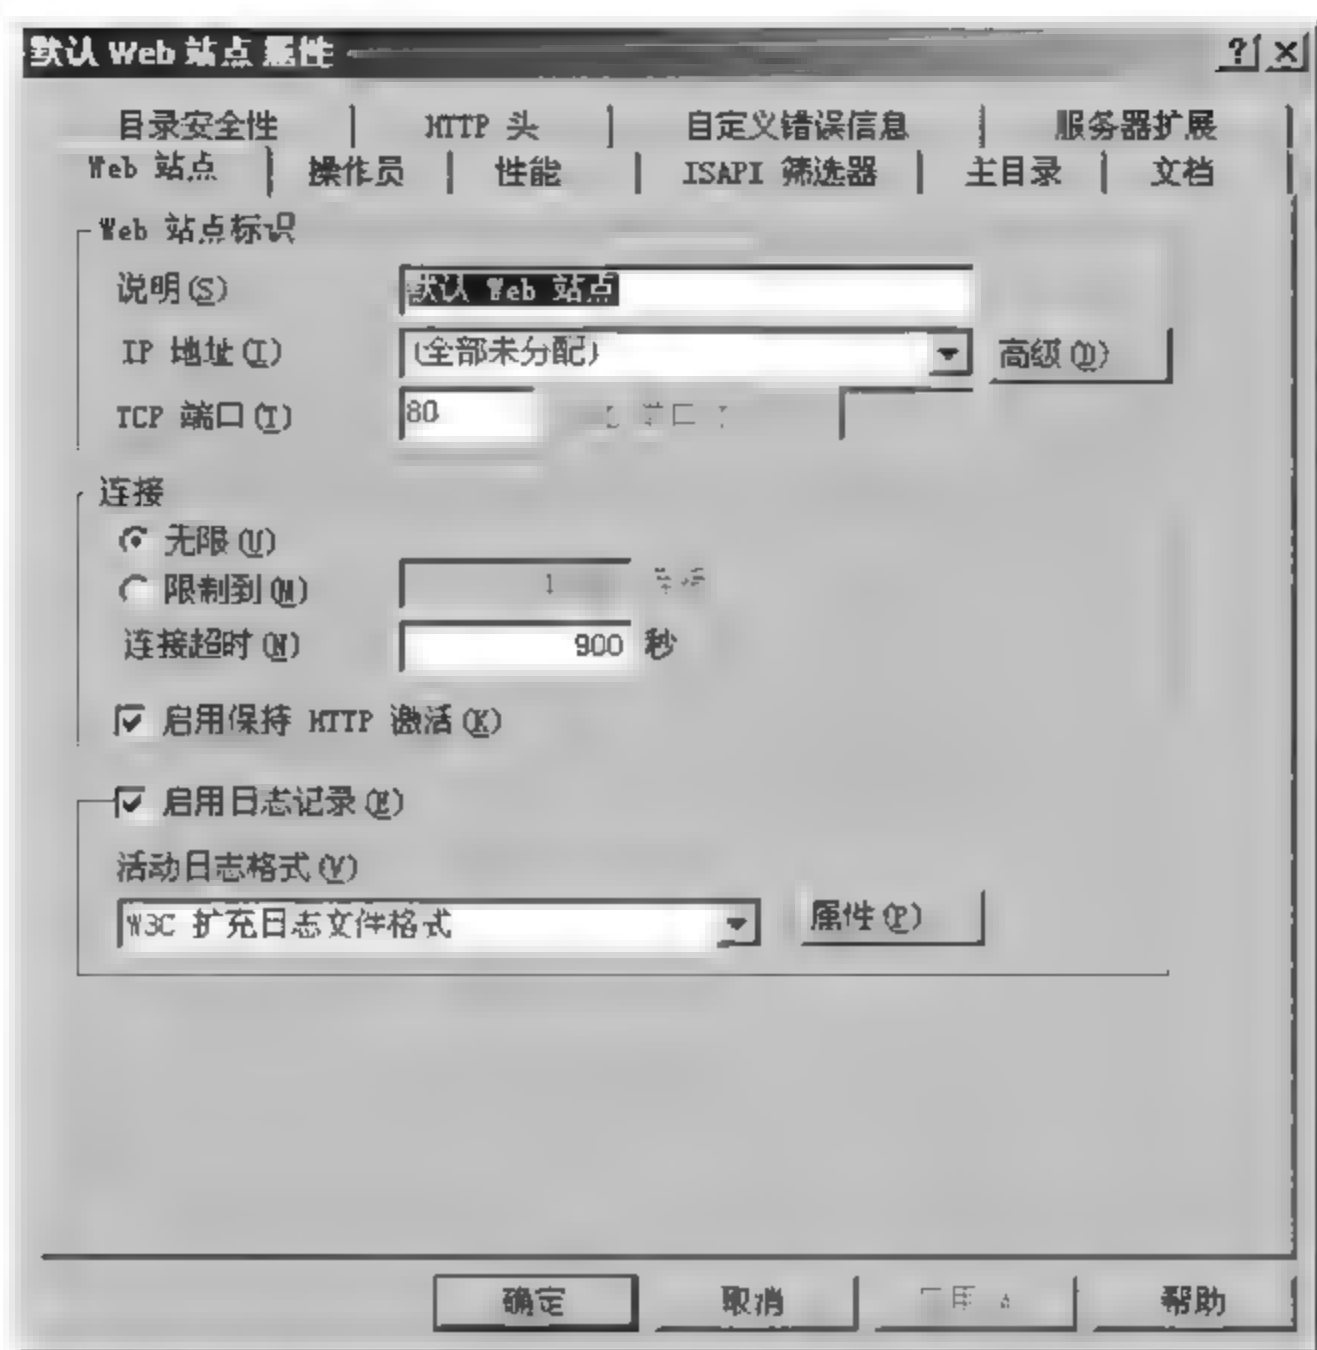 默认 Web 站点 属性 ? ×
目录安全性 HTTP 头 自定义错误信息 服务器扩展
Web 站点 操作员 性能 ISAPI 筛选器 主目录 文档
Web 站点标识
说明(S) 默认 Web 站点
IP 地址(I) (全部未分配) 高级(D)
TCP 端口(T) 80
连接
无限(U)
限制到(M) 1
连接超时(N) 900 秒
启用保持 HTTP 激活(K)
启用日志记录(E)
活动日志格式(V)
W3C 扩充日志文件格式 属性(P)
确定 取消 帮助